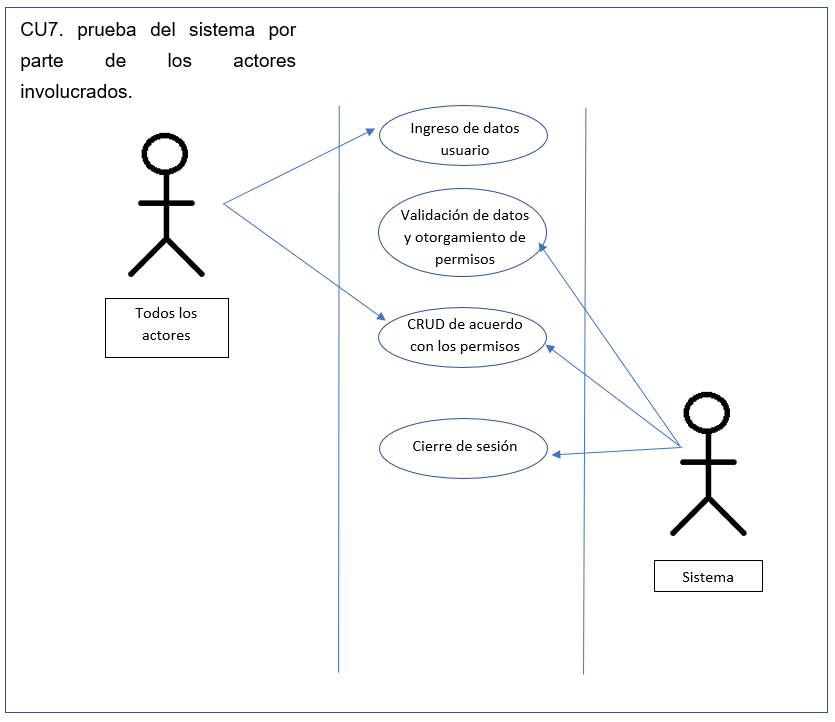 CU7. prueba del sistema por
parte de los actores
involucrados.
Ingreso de datos
usuario
Validación de datos
y otorgamiento de
permisos
Todos los
actores
CRUD de acuerdo
con los permisos
Cierre de sesión
Sistema